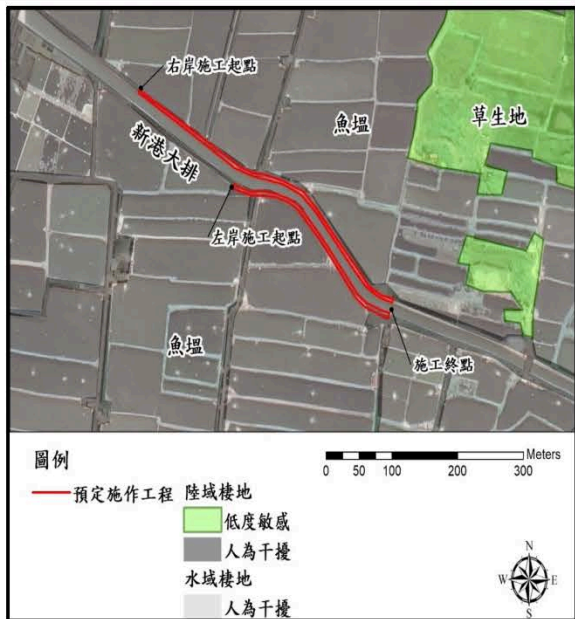 右岸施工起點
魚塭
草生地
新港大排
左岸施工起點
魚塭
施工終點
圖例
預定施作工程
陸域棲地
低度敏感
人為干擾
水域棲地
人為干擾
0 50 100 200 300 Meters
N
W E
S